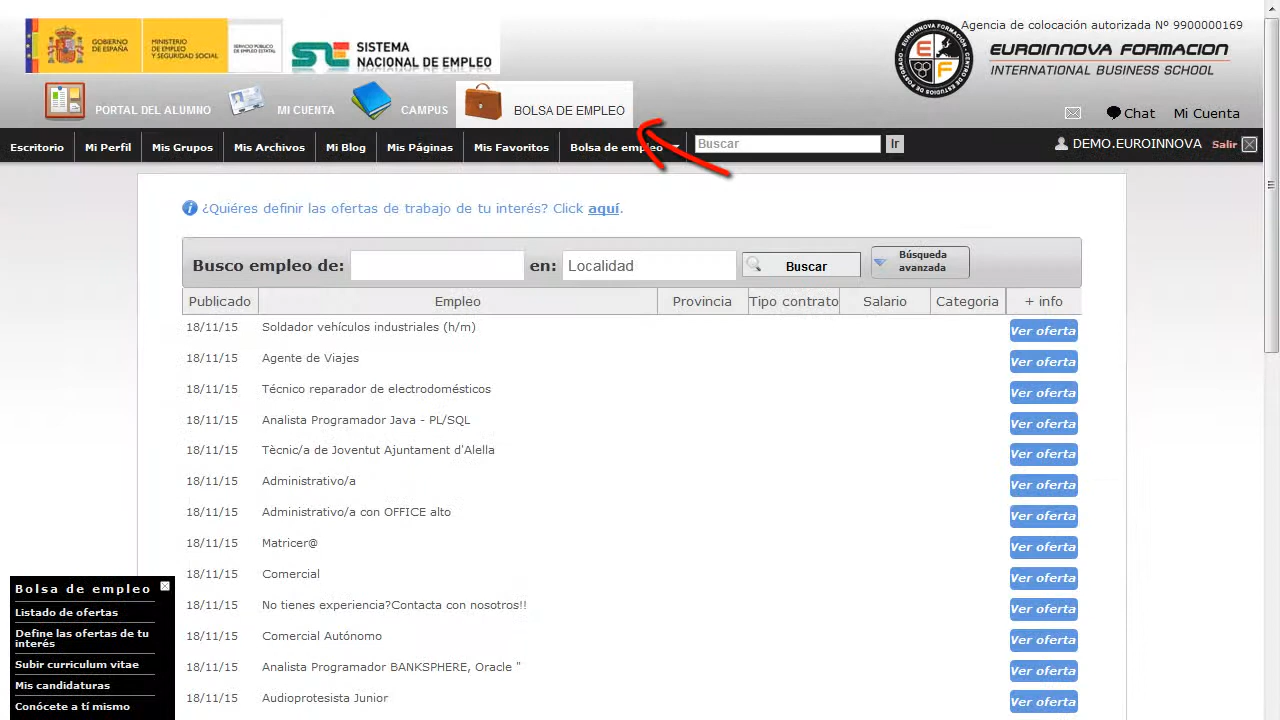 GOBIERNO
DE ESPAÑA
MINISTERIO
DE EMPLEO
Y SEGURIDAD SOCIAL
SERVICIO PÚBLICO
DE EMPLEO ESTATAL
SISTEMA
NACIONAL DE EMPLEO
Agencia de colocación autorizada Nº 9900000169
EUROINNOVA FORMACION
INTERNATIONAL BUSINESS SCHOOL
PORTAL DEL ALUMNO
MI CUENTA
CAMPUS
BOLSA DE EMPLEO
Chat
Mi Cuenta
Escritorio
Mi Perfil
Mis Grupos
Mis Archivos
Mi Blog
Mis Páginas
Mis Favoritos
Bolsa de empleo
Buscar
Ir
DEMO.EUROINNOVA
Salir
¿Quiéres definir las ofertas de trabajo de tu interés? Click aquí.
Busco empleo de:
en:
Localidad
Buscar
Búsqueda
avanzada
Publicado Empleo Provincia Tipo contrato Salario Categoria + info
18/11/15 Soldador vehículos industriales (h/m) Ver oferta
18/11/15 Agente de Viajes Ver oferta
18/11/15 Técnico reparador de electrodomésticos Ver oferta
18/11/15 Analista Programador Java - PL/SQL Ver oferta
18/11/15 Tècnic/a de Joventut Ajuntament d'Alella Ver oferta
18/11/15 Administrativo/a Ver oferta
18/11/15 Administrativo/a con OFFICE alto Ver oferta
18/11/15 Matricer@ Ver oferta
18/11/15 Comercial Ver oferta
18/11/15 No tienes experiencia?Contacta con nosotros!! Ver oferta
18/11/15 Comercial Autónomo Ver oferta
18/11/15 Analista Programador BANKSPHERE, Oracle " Ver oferta
18/11/15 Audioprotesista Junior Ver oferta
Bolsa de empleo
Listado de ofertas
Define las ofertas de tu
interés
Subir curriculum vitae
Mis candidaturas
Conócete a tí mismo